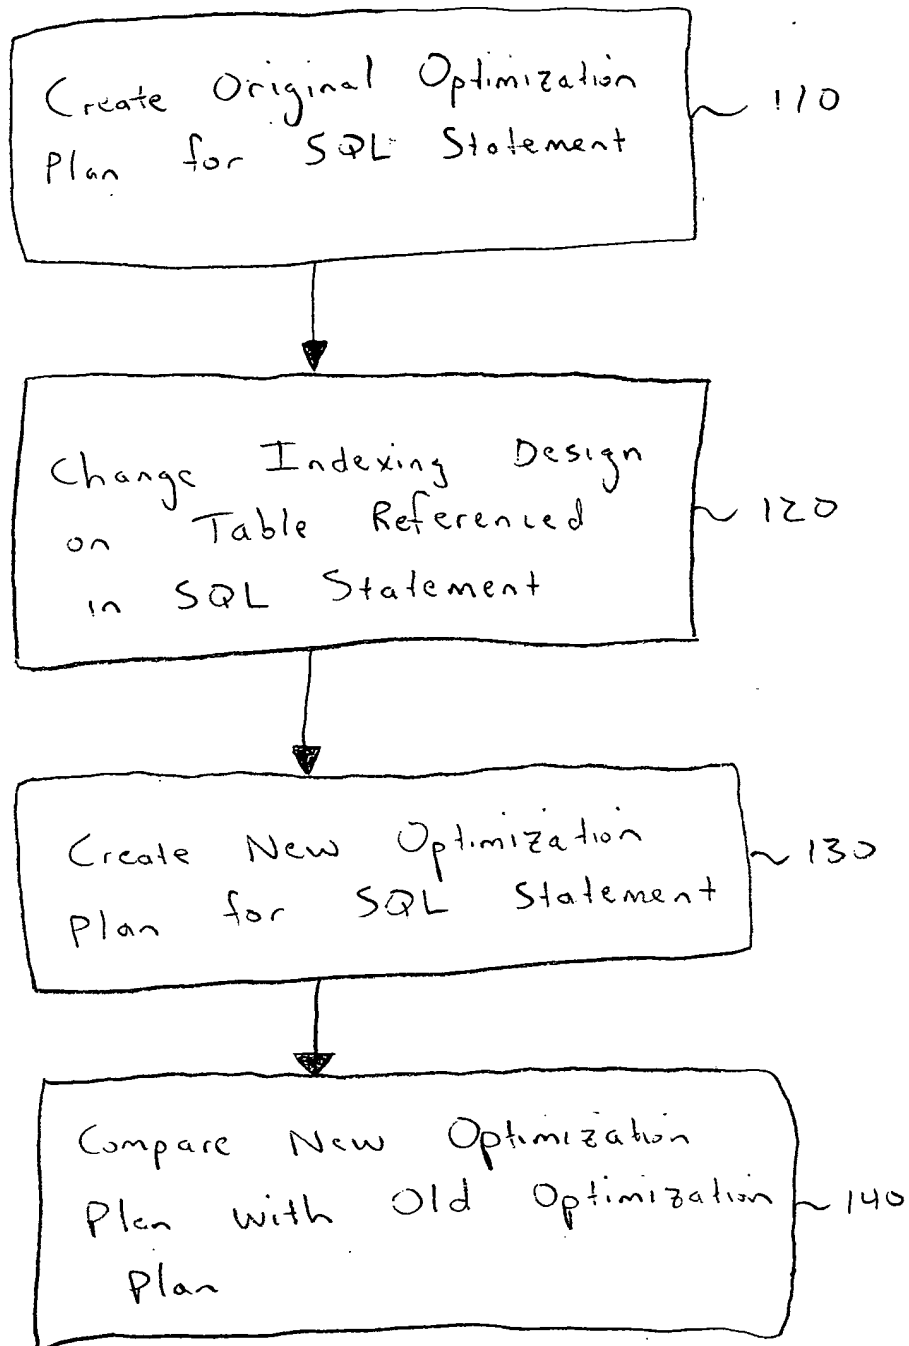 Create Original Optimization
Plan for SQL Statement
110
Change Indexing Design
on Table Referenced
in SQL Statement
120
Create New Optimization
Plan for SQL Statement
130
Compare New Optimization
Plan with Old Optimization
Plan
140